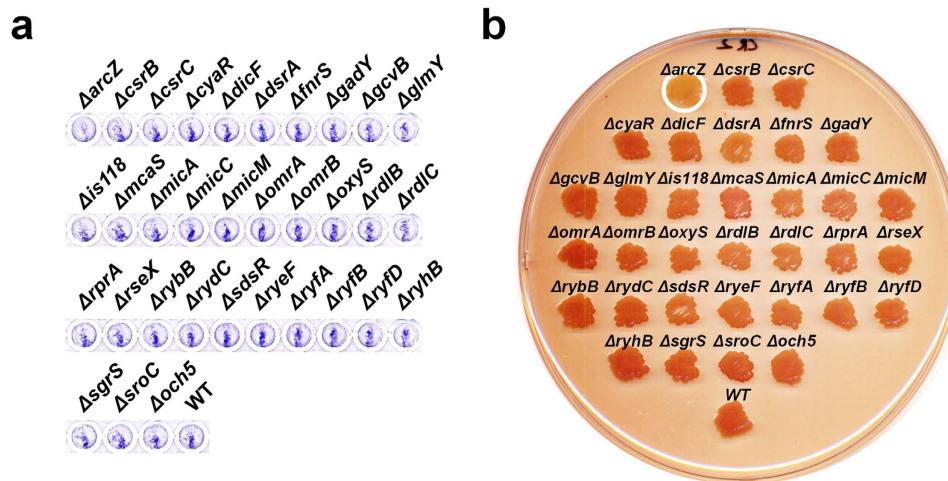 a
ΔarcZ ΔcsrB ΔcsrC ΔcyaR ΔdicF ΔdsrA ΔfnrS ΔgadY ΔgcvB ΔglmY
Δis118 ΔmcaS ΔmicA ΔmicC ΔmicM ΔomrA ΔomrB ΔoxyS ΔrdlB ΔrdlC
ΔrprA ΔrseX ΔrybB ΔrydC ΔsdsR ΔryeF ΔryfA ΔryfB ΔryfD ΔryhB
ΔsgrS ΔsroC Δoch5 WT
b
CR 2
ΔarcZ ΔcsrB ΔcsrC
ΔcyaR ΔdicF ΔdsrA ΔfnrS ΔgadY
ΔgcvB ΔglmY Δis118 ΔmcaS ΔmicA ΔmicC ΔmicM
ΔomrA ΔomrB ΔoxyS ΔrdlB ΔrdlC ΔrprA ΔrseX
ΔrybB ΔrydC ΔsdsR ΔryeF ΔryfA ΔryfB ΔryfD
ΔryhB ΔsgrS ΔsroC Δoch5
WT